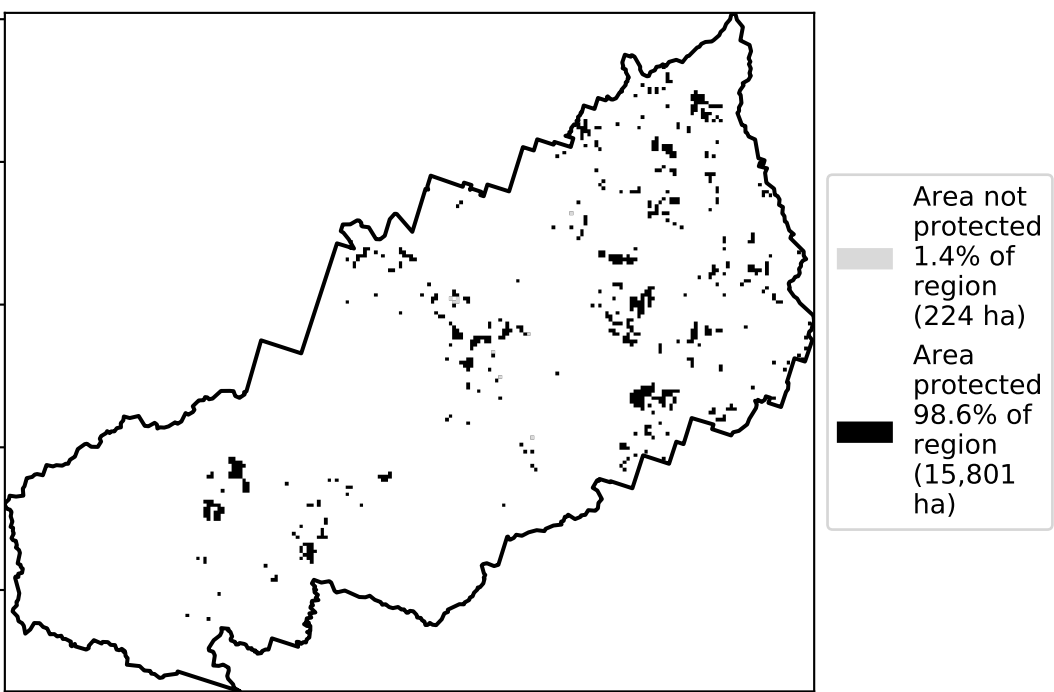 Area not
protected
1.4% of
region
(224 ha)
Area
protected
98.6% of
region
(15,801
ha)